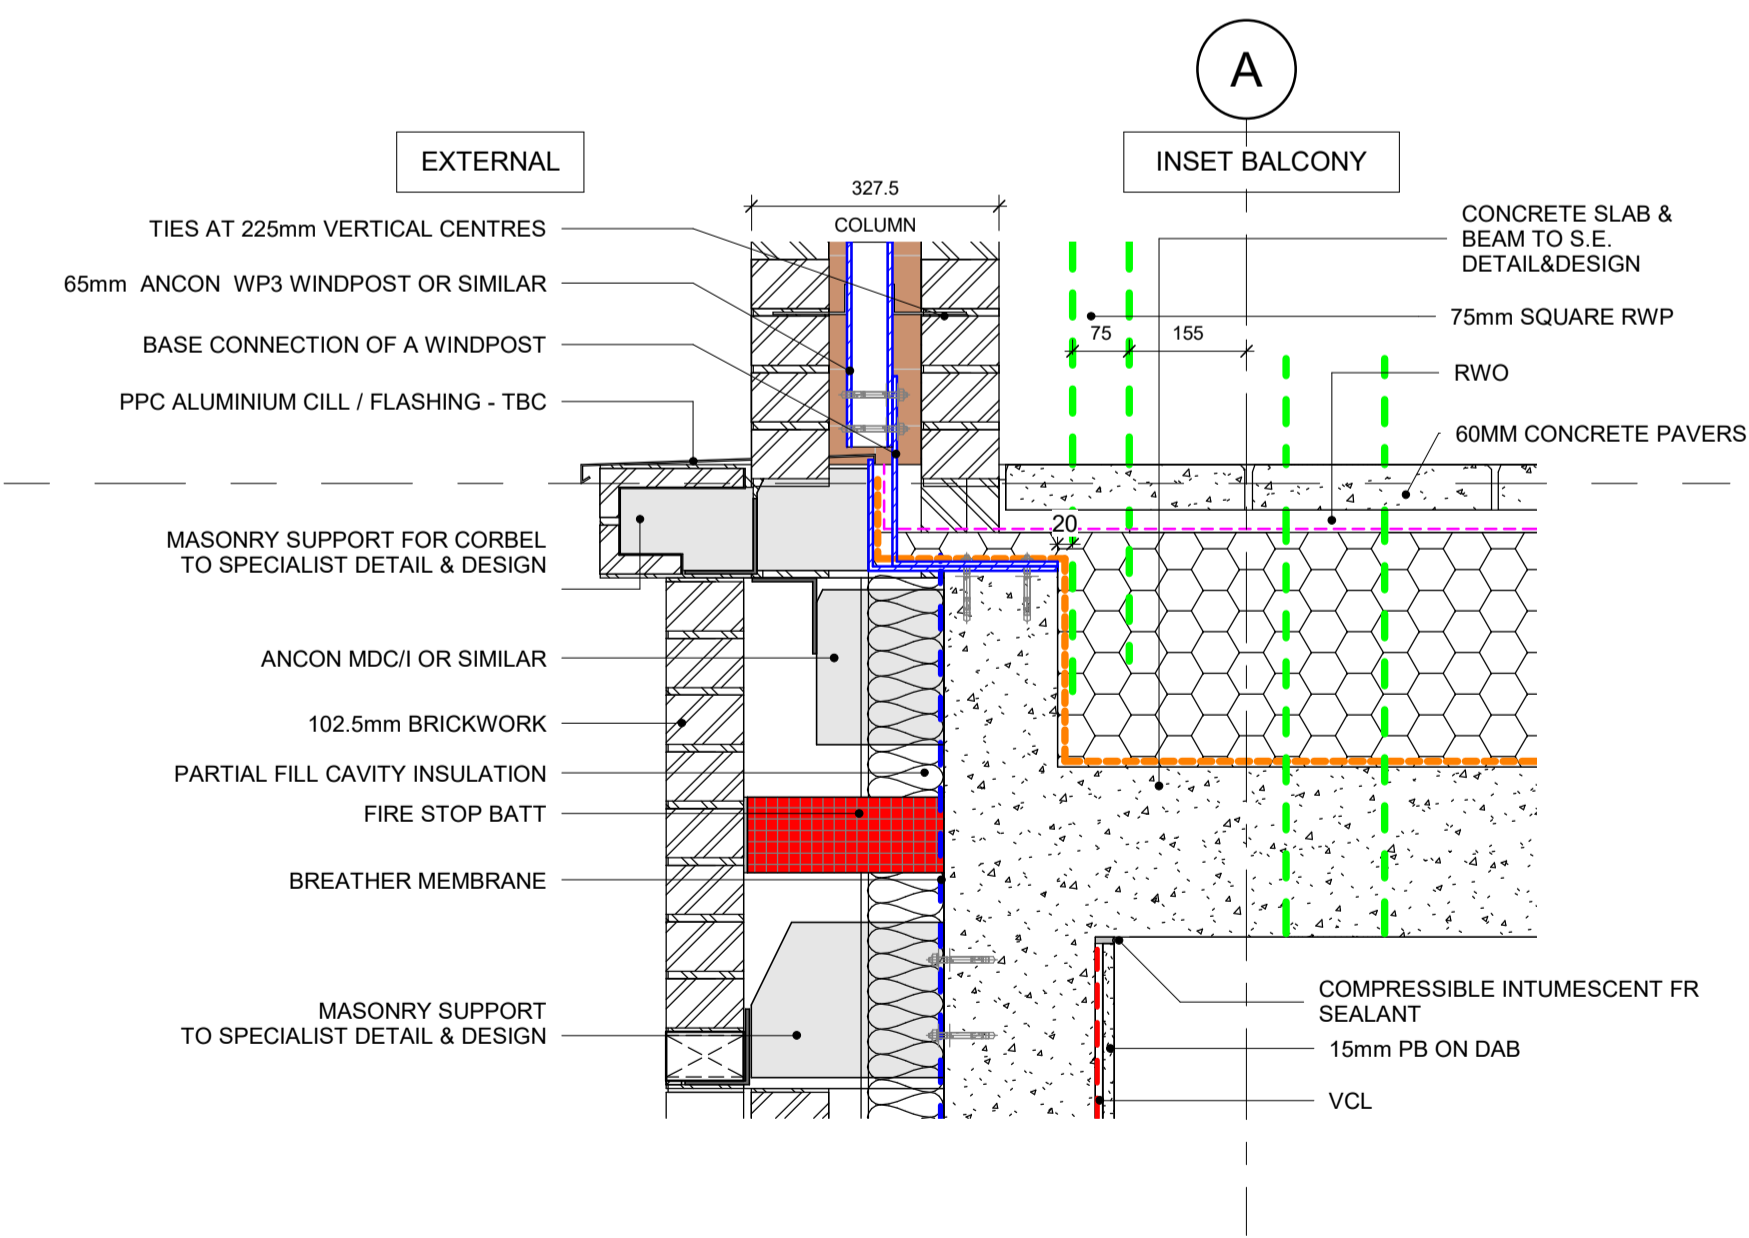 A
EXTERNAL
INSET BALCONY
327.5
COLUMN
TIES AT 225mm VERTICAL CENTRES
65mm ANCON WP3 WINDPOST OR SIMILAR
BASE CONNECTION OF A WINDPOST
PPC ALUMINIUM CILL / FLASHING - TBC
MASONRY SUPPORT FOR CORBEL
TO SPECIALIST DETAIL & DESIGN
ANCON MDC/I OR SIMILAR
102.5mm BRICKWORK
PARTIAL FILL CAVITY INSULATION
FIRE STOP BATT
BREATHER MEMBRANE
MASONRY SUPPORT
TO SPECIALIST DETAIL & DESIGN
CONCRETE SLAB &
BEAM TO S.E.
DETAIL&DESIGN
75mm SQUARE RWP
75
155
RWO
60MM CONCRETE PAVERS
20
COMPRESSIBLE INTUMESCENT FR
SEALANT
15mm PB ON DAB
VCL